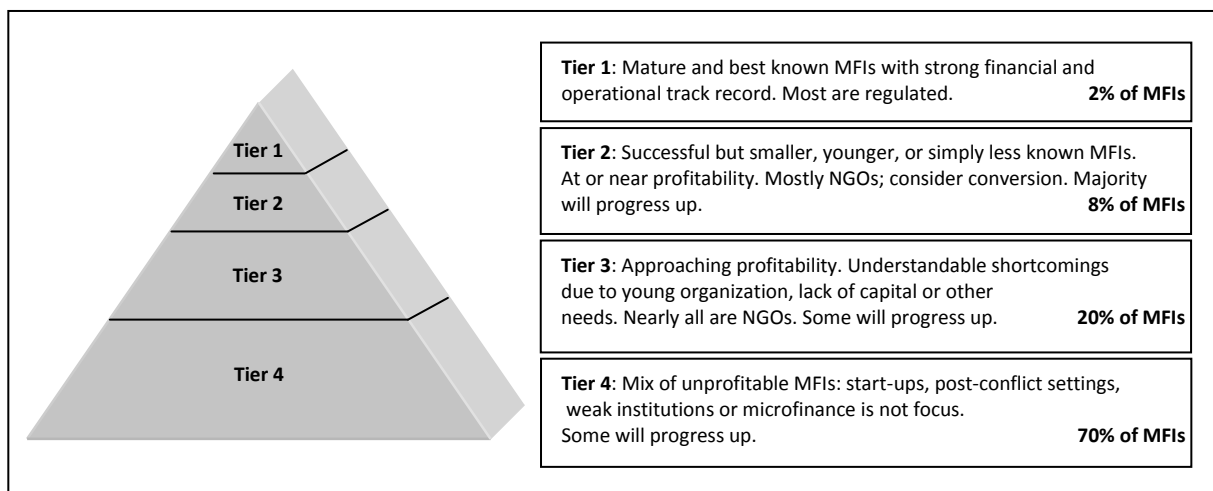 Tier 1
Tier 2
Tier 3
Tier 4
Tier 1: Mature and best known MFIs with strong financial and
operational track record. Most are regulated. 2% of MFIs
Tier 2: Successful but smaller, younger, or simply less known MFIs.
At or near profitability. Mostly NGOs; consider conversion. Majority
will progress up. 8% of MFIs
Tier 3: Approaching profitability. Understandable shortcomings
due to young organization, lack of capital or other
needs. Nearly all are NGOs. Some will progress up. 20% of MFIs
Tier 4: Mix of unprofitable MFIs: start-ups, post-conflict settings,
weak institutions or microfinance is not focus.
Some will progress up. 70% of MFIs